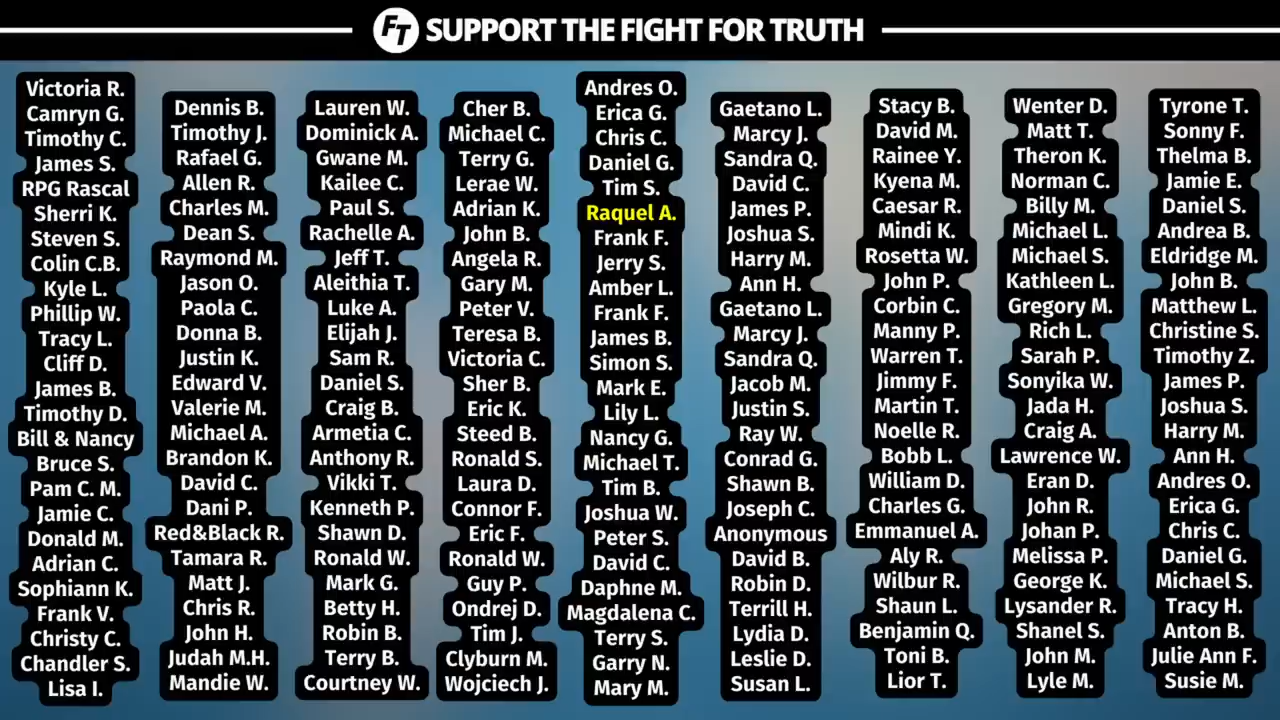 FT SUPPORT THE FIGHT FOR TRUTH
Victoria R.
Camryn G.
Timothy C.
James S.
RPG Rascal
Sherri K.
Steven S.
Colin C.B.
Kyle L.
Phillip W.
Tracy L.
Cliff D.
James B.
Timothy D.
Bill & Nancy
Bruce S.
Pam C. M.
Jamie C.
Donald M.
Adrian C.
Sophiann K.
Frank V.
Christy C.
Chandler S.
Lisa I.
Dennis B.
Timothy J.
Rafael G.
Allen R.
Charles M.
Dean S.
Raymond M.
Jason O.
Paola C.
Donna B.
Justin K.
Edward V.
Valerie M.
Michael A.
Brandon K.
David C.
Dani P.
Red&Black R.
Tamara R.
Matt J.
Chris R.
John H.
Judah M.H.
Mandie W.
Lauren W.
Dominick A.
Gwane M.
Kailee C.
Paul S.
Rachelle A.
Jeff T.
Aleithia T.
Luke A.
Elijah J.
Sam R.
Daniel S.
Craig B.
Armetia C.
Anthony R.
Vikki T.
Kenneth P.
Shawn D.
Ronald W.
Mark G.
Betty H.
Robin B.
Terry B.
Courtney W.
Cher B.
Michael C.
Terry G.
Lerae W.
Adrian K.
John B.
Angela R.
Gary M.
Peter V.
Teresa B.
Victoria C.
Sher B.
Eric K.
Steed B.
Ronald S.
Laura D.
Connor F.
Eric F.
Ronald W.
Guy P.
Ondrej D.
Tim J.
Clyburn M.
Wojciech J.
Andres O.
Erica G.
Chris C.
Daniel G.
Tim S.
Raquel A.
Frank F.
Jerry S.
Amber L.
Frank F.
James B.
Simon S.
Mark E.
Lily L.
Nancy G.
Michael T.
Tim B.
Joshua W.
Peter S.
David C.
Daphne M.
Magdalena C.
Terry S.
Garry N.
Mary M.
Gaetano L.
Marcy J.
Sandra Q.
David C.
James P.
Joshua S.
Harry M.
Ann H.
Gaetano L.
Marcy J.
Sandra Q.
Jacob M.
Justin S.
Ray W.
Conrad G.
Shawn B.
Joseph C.
Anonymous
David B.
Robin D.
Terrill H.
Lydia D.
Leslie D.
Susan L.
Stacy B.
David M.
Rainee Y.
Kyena M.
Caesar R.
Mindi K.
Rosetta W.
John P.
Corbin C.
Manny P.
Warren T.
Jimmy F.
Martin T.
Noelle R.
Bobb L.
William D.
Charles G.
Emmanuel A.
Aly R.
Wilbur R.
Shaun L.
Benjamin Q.
Toni B.
Lior T.
Wenter D.
Matt T.
Theron K.
Norman C.
Billy M.
Michael L.
Michael S.
Kathleen L.
Gregory M.
Rich L.
Sarah P.
Sonyika W.
Jada H.
Craig A.
Lawrence W.
Eran D.
John R.
Johan P.
Melissa P.
George K.
Lysander R.
Shanel S.
John M.
Lyle M.
Tyrone T.
Sonny F.
Thelma B.
Jamie E.
Daniel S.
Andrea B.
Eldridge M.
John B.
Matthew L.
Christine S.
Timothy Z.
James P.
Joshua S.
Harry M.
Ann H.
Andres O.
Erica G.
Chris C.
Daniel G.
Michael S.
Tracy H.
Anton B.
Julie Ann F.
Susie M.